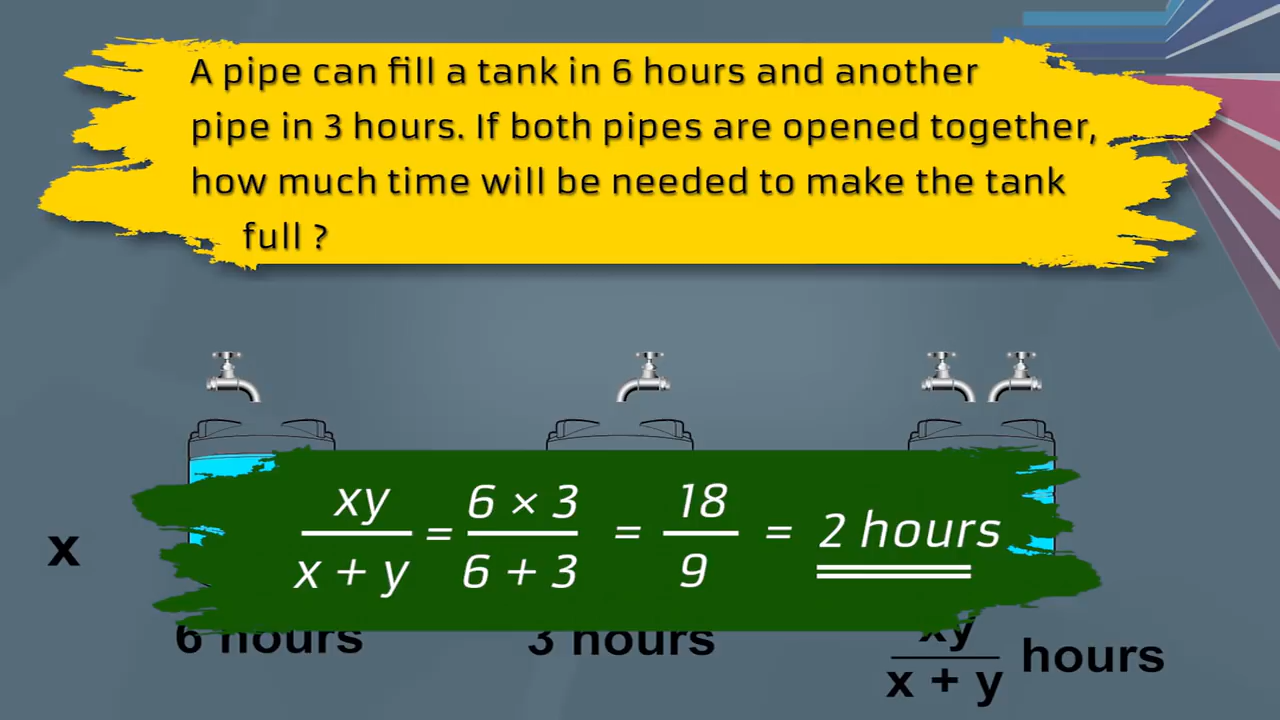 A pipe can fill a tank in 6 hours and another
pipe in 3 hours. If both pipes are opened together,
how much time will be needed to make the tank
full ?
xy / x + y = 6 × 3 / 6 + 3 = 18 / 9 = 2 hours
x
6 hours
3 hours
xy / x + y hours